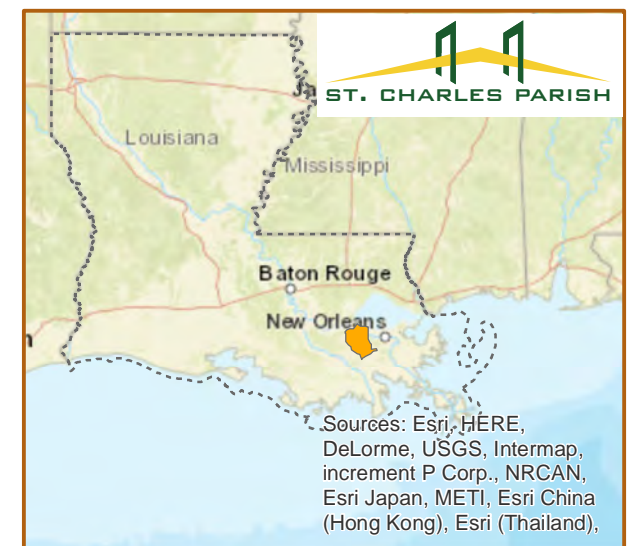 ST. CHARLES PARISH
Ja
Louisiana
Mississippi
Baton Rouge
New Orleans
n
Sources: Esri, HERE,
DeLorme, USGS, Intermap,
increment P Corp., NRCAN,
Esri Japan, METI, Esri China
(Hong Kong), Esri (Thailand),